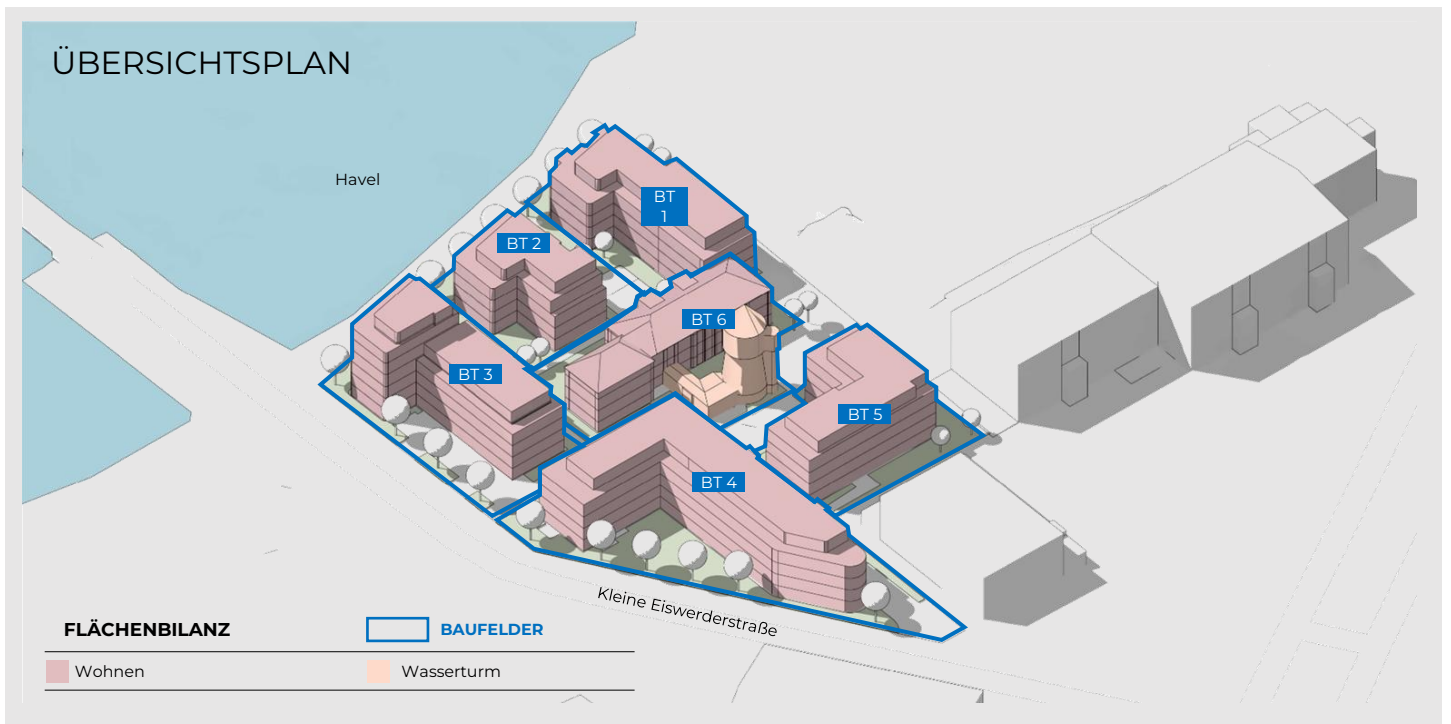 ÜBERSICHTSPLAN
Havel
BT
1
BT 2
BT 6
BT 3
BT 5
BT 4
Kleine Eiswerderstraße
FLÄCHENBILANZ
BAUFELDER
Wohnen
Wasserturm